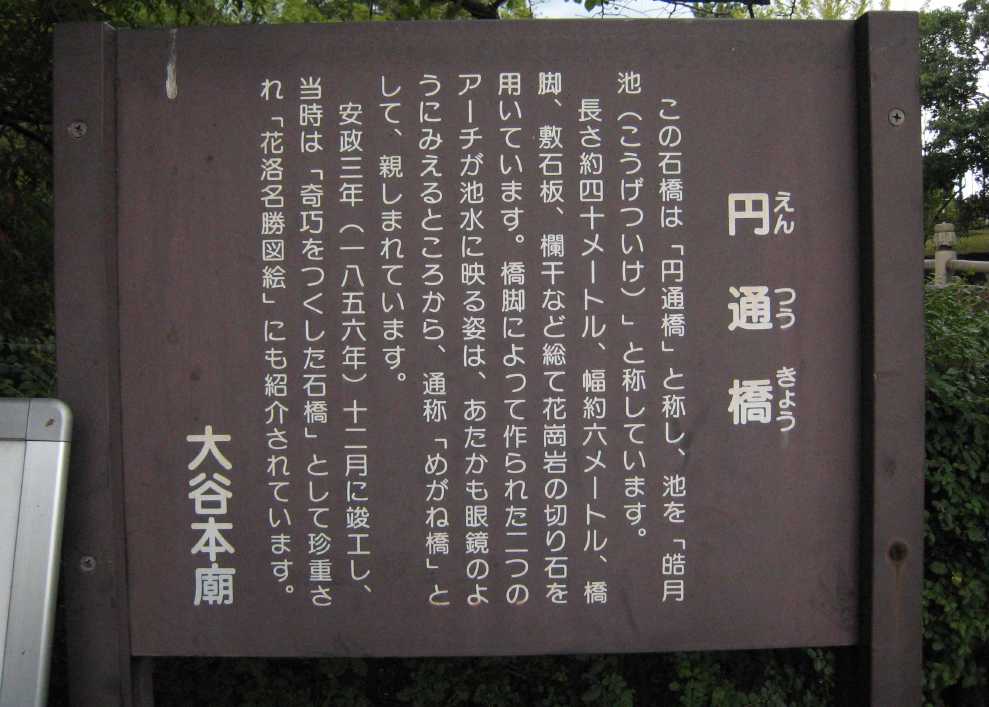 円通橋
えんつうきょう
この石橋は「円通橋」と称し、池を「皓月
池（こうげついけ）」と称しています。
長さ約四十メートル、幅約六メートル、橋
脚、敷石板、欄干など総て花崗岩の切り石を
用いています。橋脚によって作られた二つの
アーチが池水に映る姿は、あたかも眼鏡のよ
うにみえるところから、通称「めがね橋」と
して、親しまれています。
安政三年（一八五六年）十二月に竣工し、
当時は「奇巧をつくした石橋」として珍重さ
れ「花洛名勝図絵」にも紹介されています。
大谷本廟